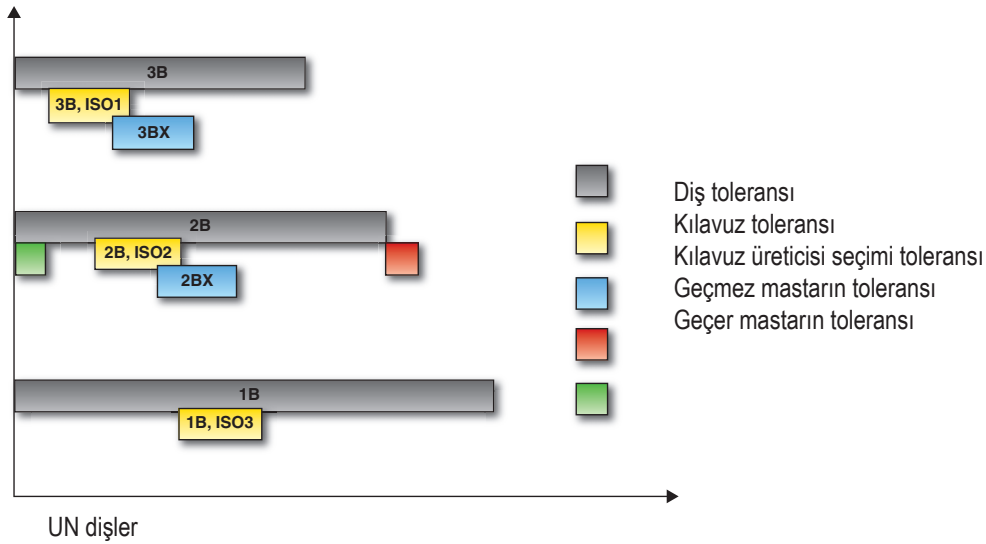 3B
3B, ISO1
3BX
2B
2B, ISO2
2BX
1B
1B, ISO3
Diş toleransı
Kılavuz toleransı
Kılavuz üreticisi seçimi toleransı
Geçmez mastarın toleransı
Geçer mastarın toleransı
UN dişler